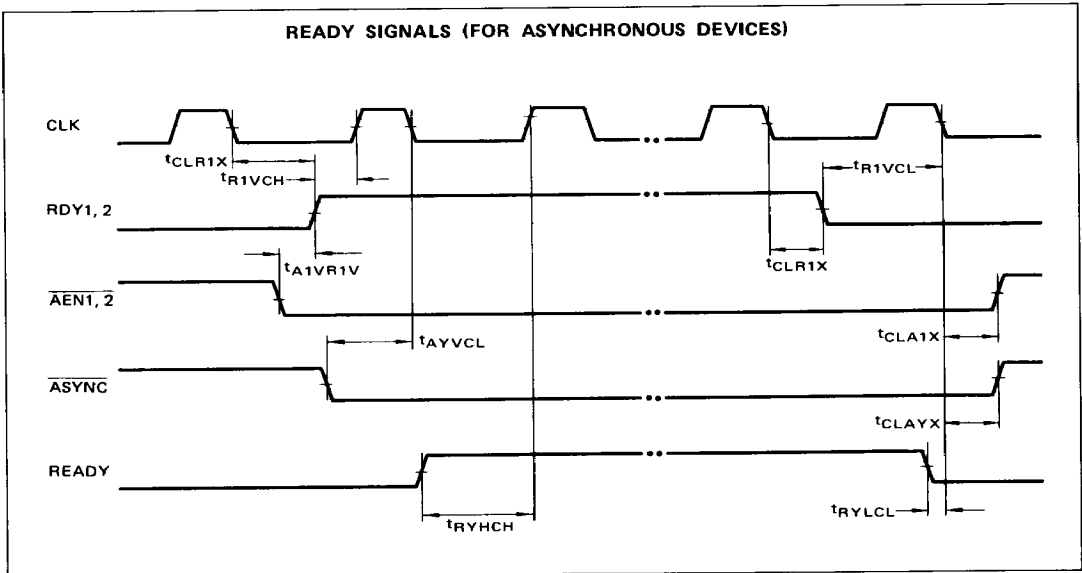 READY SIGNALS (FOR ASYNCHRONOUS DEVICES)
CLK
tCLR1X
tR1VCH
tR1VCL
RDY1, 2
tA1VR1V
tCLR1X
AEN1, 2
tAYVCL
tCLA1X
ASYNC
tCLAYX
READY
tRYHCH
tRYLCL